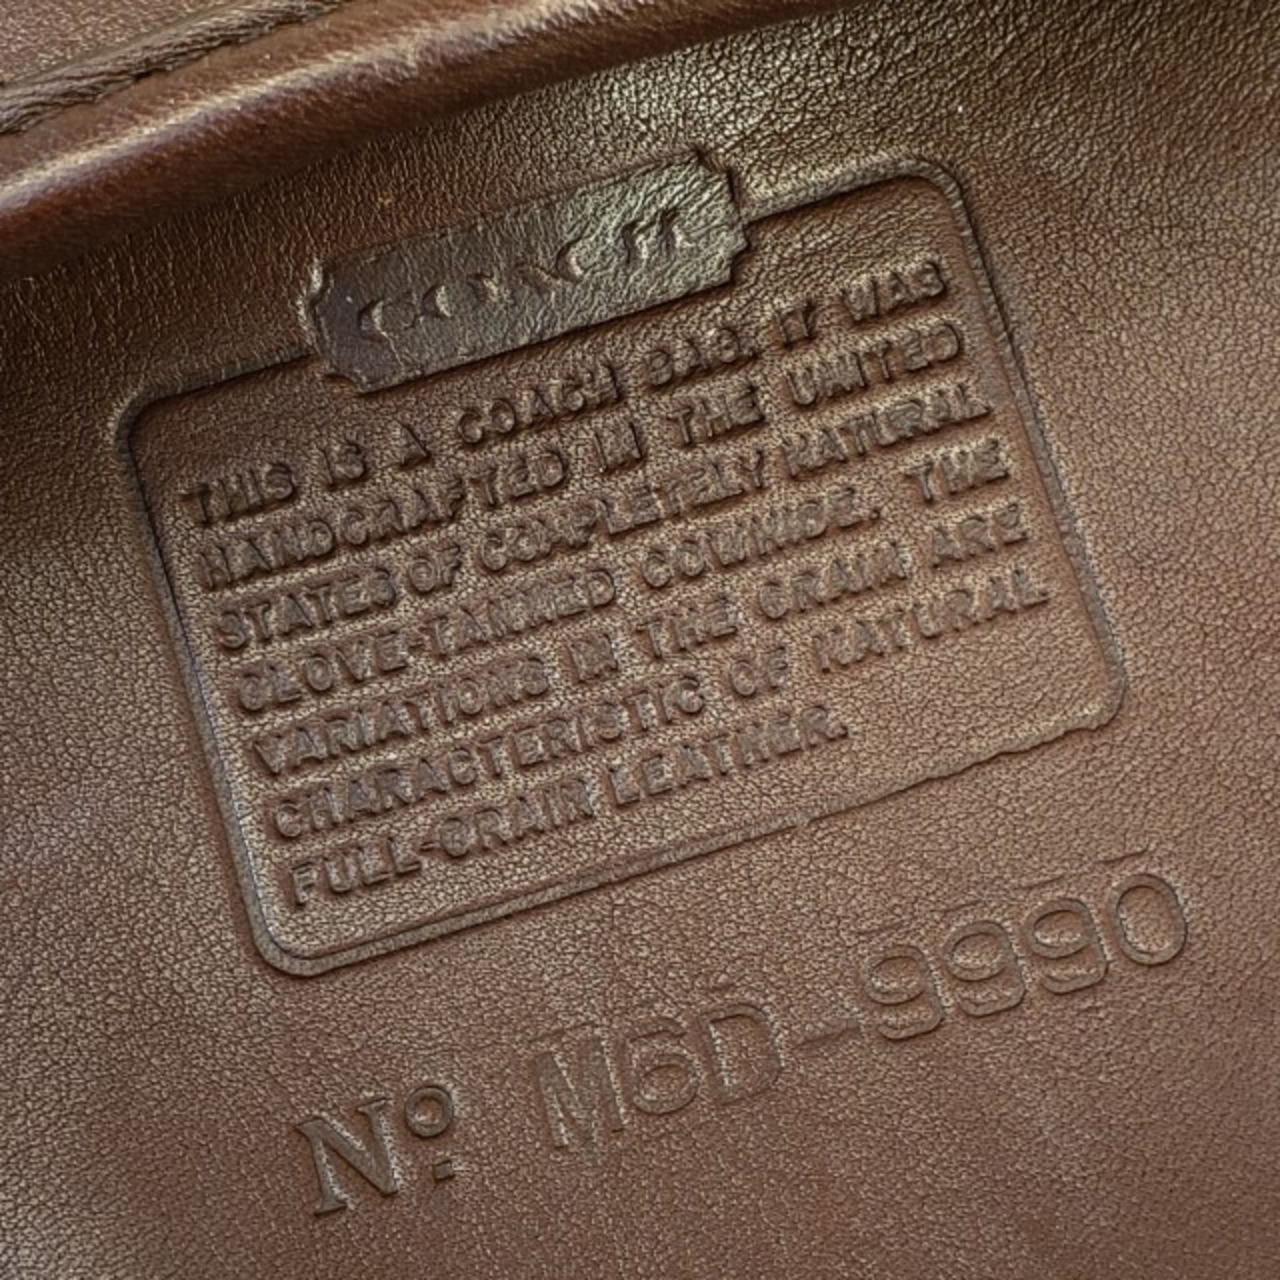 COACH
THIS IS A COACH BAG. IT WAS
HANDCRAFTED IN THE UNITED
STATES OF COMPLETELY NATURAL
GLOVE-TANNED COWHIDE. THE
VARIATIONS IN THE GRAIN ARE
CHARACTERISTIC OF NATURAL
FULL-GRAIN LEATHER.
Nº M6D-9990